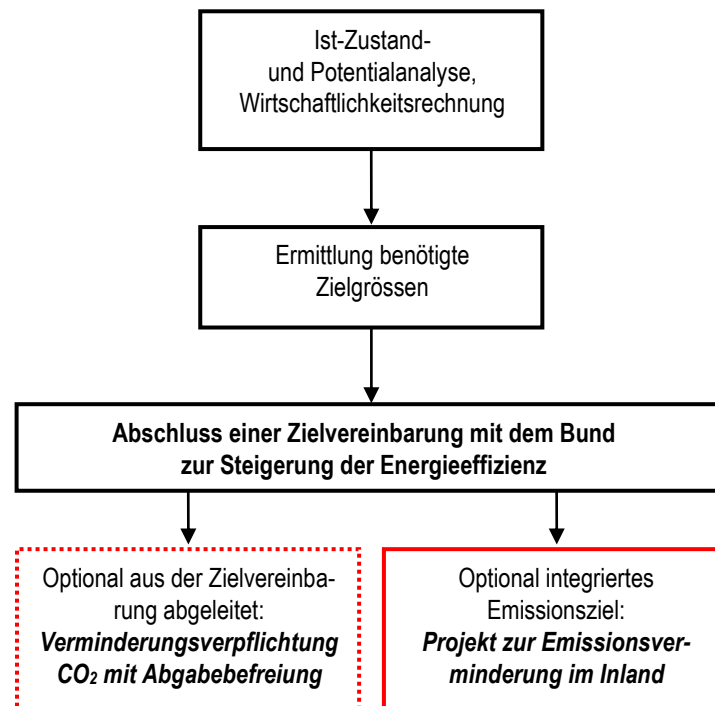 Ist-Zustand-
und Potentialanalyse,
Wirtschaftlichkeitsrechnung
Ermittlung benötigte
Zielgrössen
Abschluss einer Zielvereinbarung mit dem Bund
zur Steigerung der Energieeffizienz
Optional aus der Zielvereinba-
rung abgeleitet:
Verminderungsverpflichtung
CO₂ mit Abgabebefreiung
Optional integriertes
Emissionsziel:
Projekt zur Emissionsver-
minderung im Inland